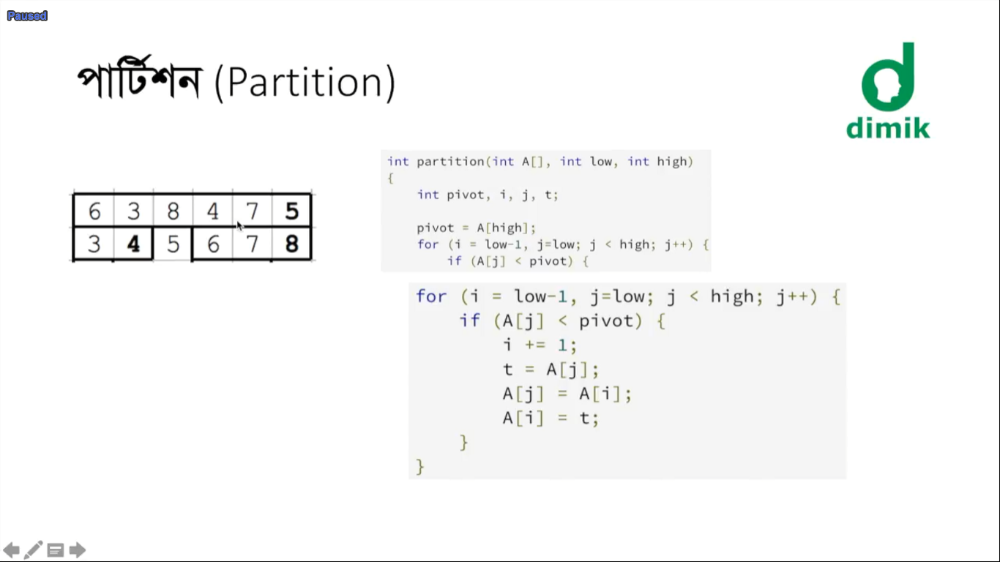 Paused
পার্টিশন (Partition)
dimik
6 3 8 4 7 5
3 4 5 6 7 8
int partition(int A[], int low, int high)
{
    int pivot, i, j, t;
    pivot = A[high];
    for (i = low-1, j=low; j < high; j++) {
        if (A[j] < pivot) {
for (i = low-1, j=low; j < high; j++) {
    if (A[j] < pivot) {
        i += 1;
        t = A[j];
        A[j] = A[i];
        A[i] = t;
    }
}